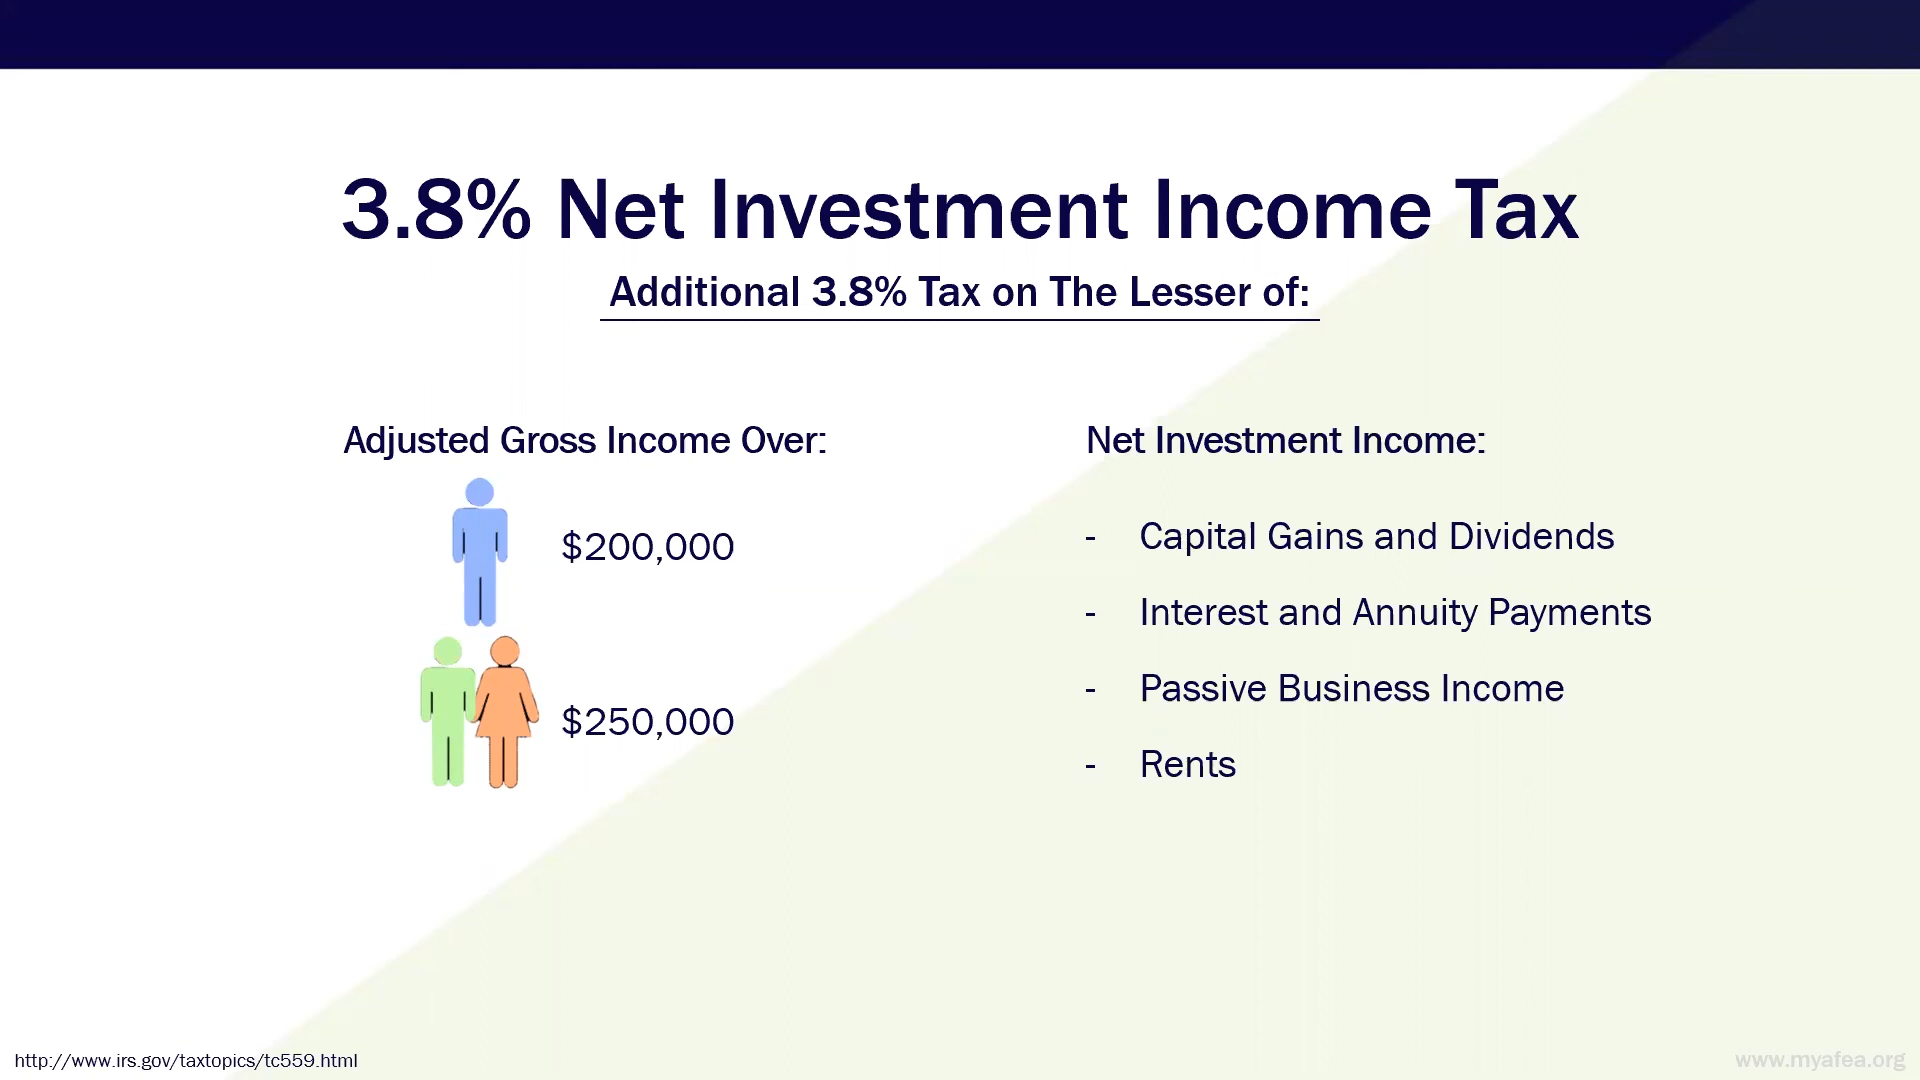 3.8% Net Investment Income Tax
Additional 3.8% Tax on The Lesser of:
Adjusted Gross Income Over:
$200,000
$250,000
Net Investment Income:
- Capital Gains and Dividends
- Interest and Annuity Payments
- Passive Business Income
- Rents
http://www.irs.gov/taxtopics/tc559.html
www.myafea.org